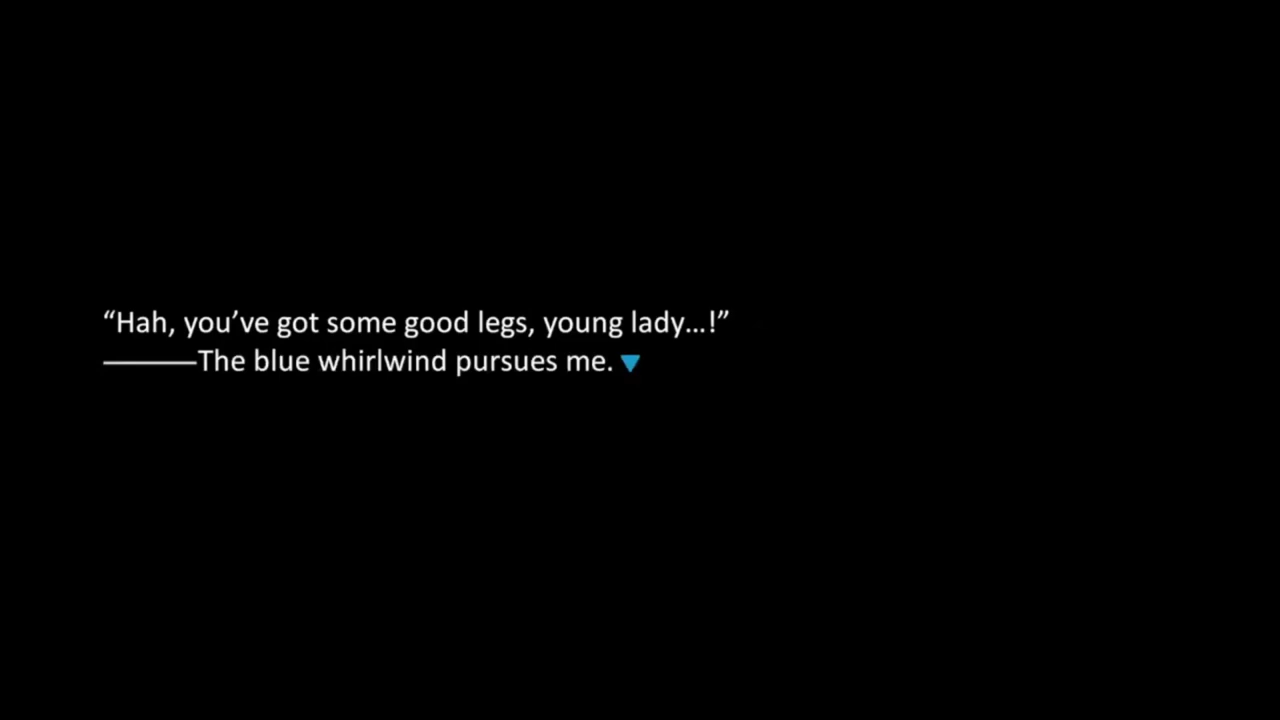 “Hah, you’ve got some good legs, young lady…!”
―――The blue whirlwind pursues me.